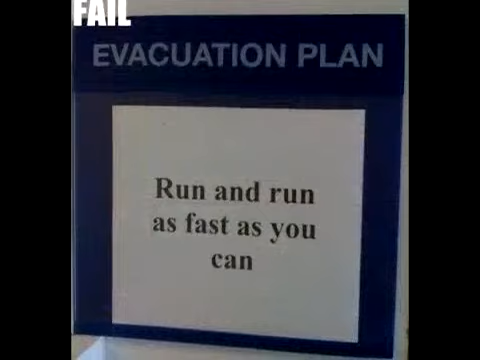 FAIL
EVACUATION PLAN
Run and run
as fast as you
can